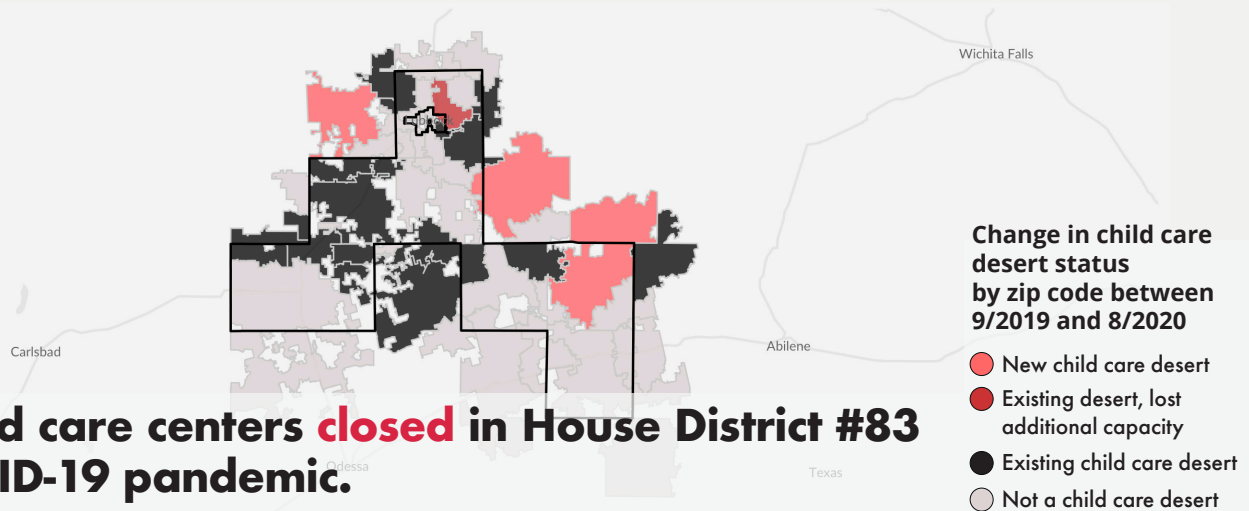 Wichita Falls
Change in child care
desert status
by zip code between
9/2019 and 8/2020
Carlsbad
Abilene
New child care desert
Existing desert, lost
additional capacity
Existing child care desert
Not a child care desert
d care centers closed in House District #83
ID-19 pandemic.
Odessa
Texas